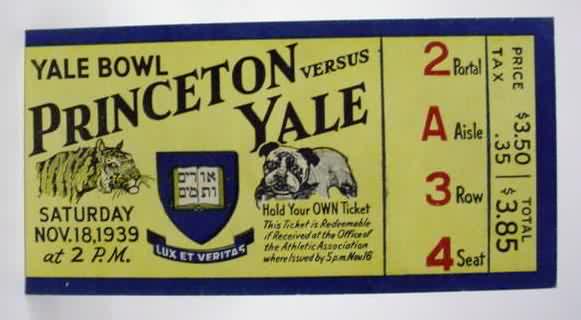 YALE BOWL
PRINCETON
VERSUS
YALE
SATURDAY
NOV. 18, 1939
at 2 P.M.
אורים
ותמים
LUX ET VERITAS
Hold Your OWN Ticket
This Ticket is Redeemable
if Received at the Office of
the Athletic Association
where Issued by 5 p.m. Nov 16
2 Portal
A Aisle
3 Row
4 Seat
PRICE $3.50
TAX .35
TOTAL
$3.85